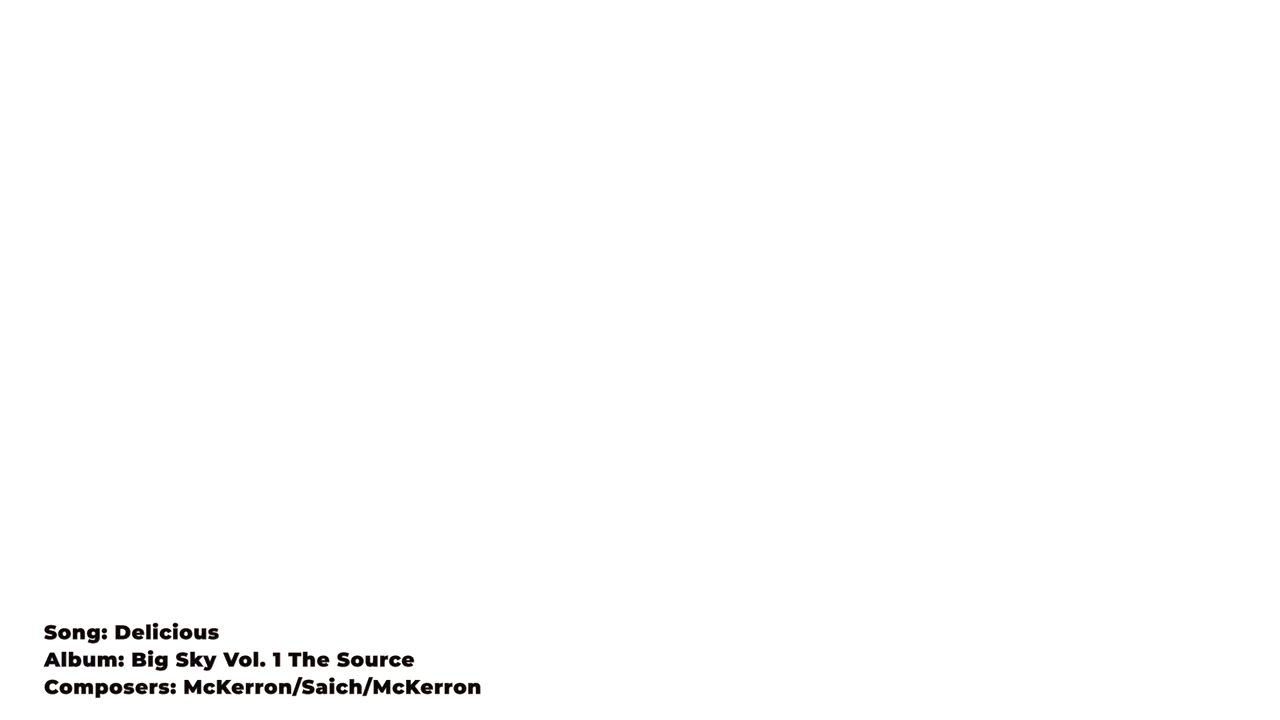 Song: Delicious
Album: Big Sky Vol. 1 The Source
Composers: McKerron/Saich/McKerron